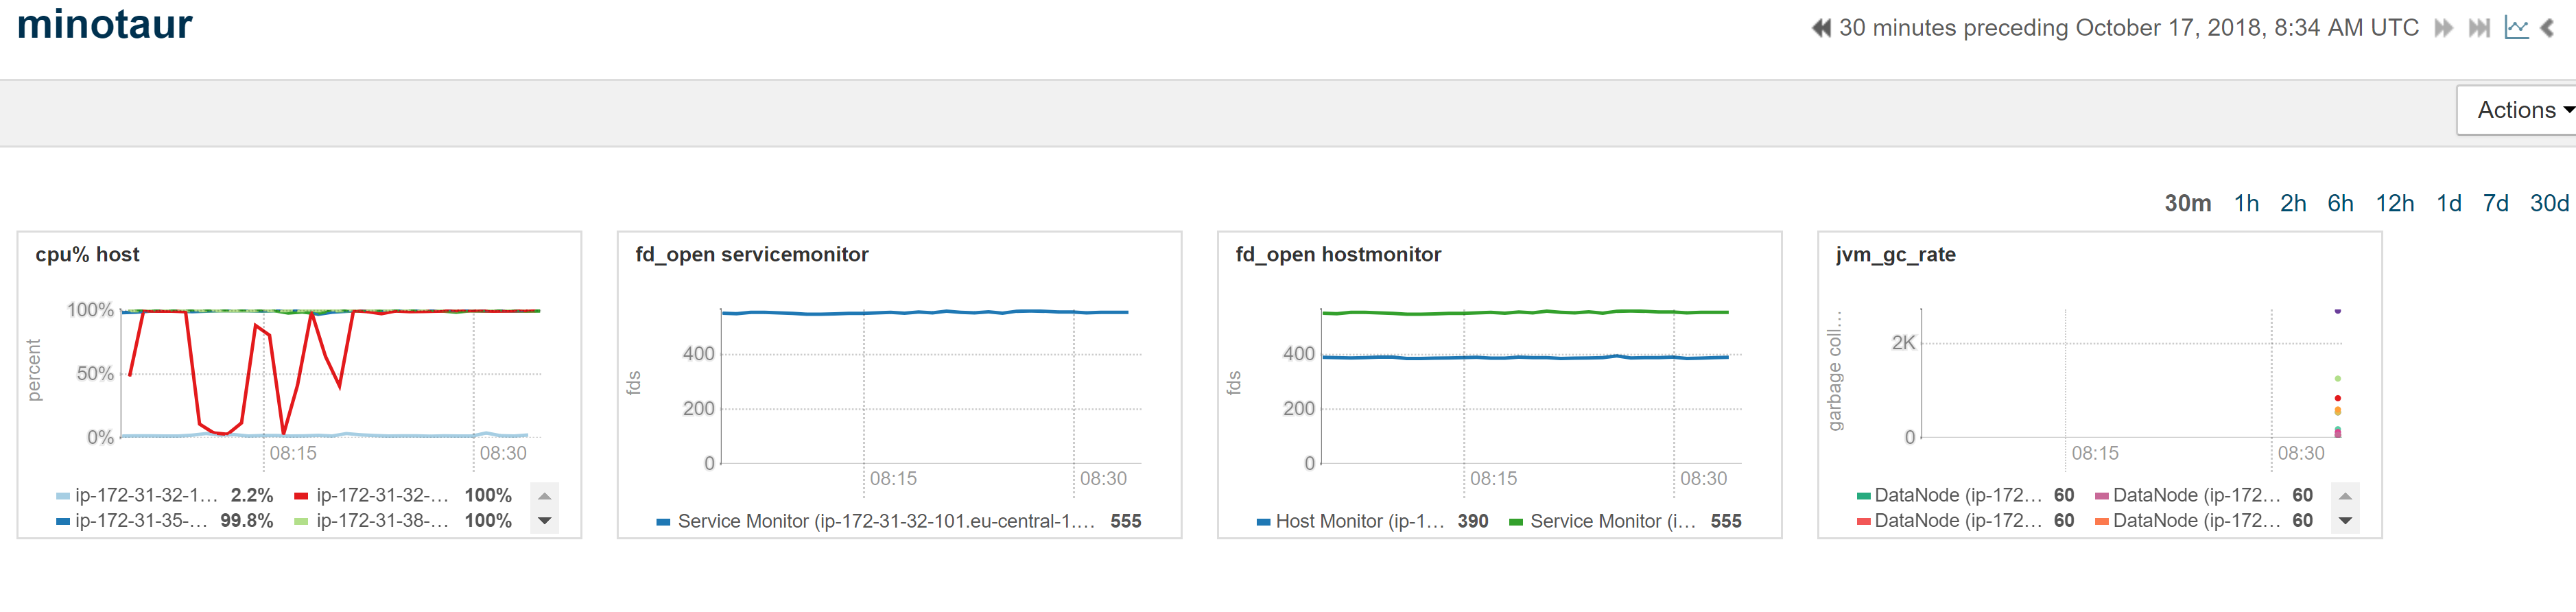 minotaur
30 minutes preceding October 17, 2018, 8:34 AM UTC
Actions
30m 1h 2h 6h 12h 1d 7d 30d
cpu% host
percent
100%
50%
0%
08:15 08:30
ip-172-31-32-1... 2.2% ip-172-31-32-... 100%
ip-172-31-35-... 99.8% ip-172-31-38-... 100%
fd_open servicemonitor
fds
400
200
0
08:15 08:30
Service Monitor (ip-172-31-32-101.eu-central-1.... 555
fd_open hostmonitor
fds
400
200
0
08:15 08:30
Host Monitor (ip-1... 390 Service Monitor (i... 555
jvm_gc_rate
garbage coll...
2K
0
08:15 08:30
DataNode (ip-172... 60 DataNode (ip-172... 60
DataNode (ip-172... 60 DataNode (ip-172... 60